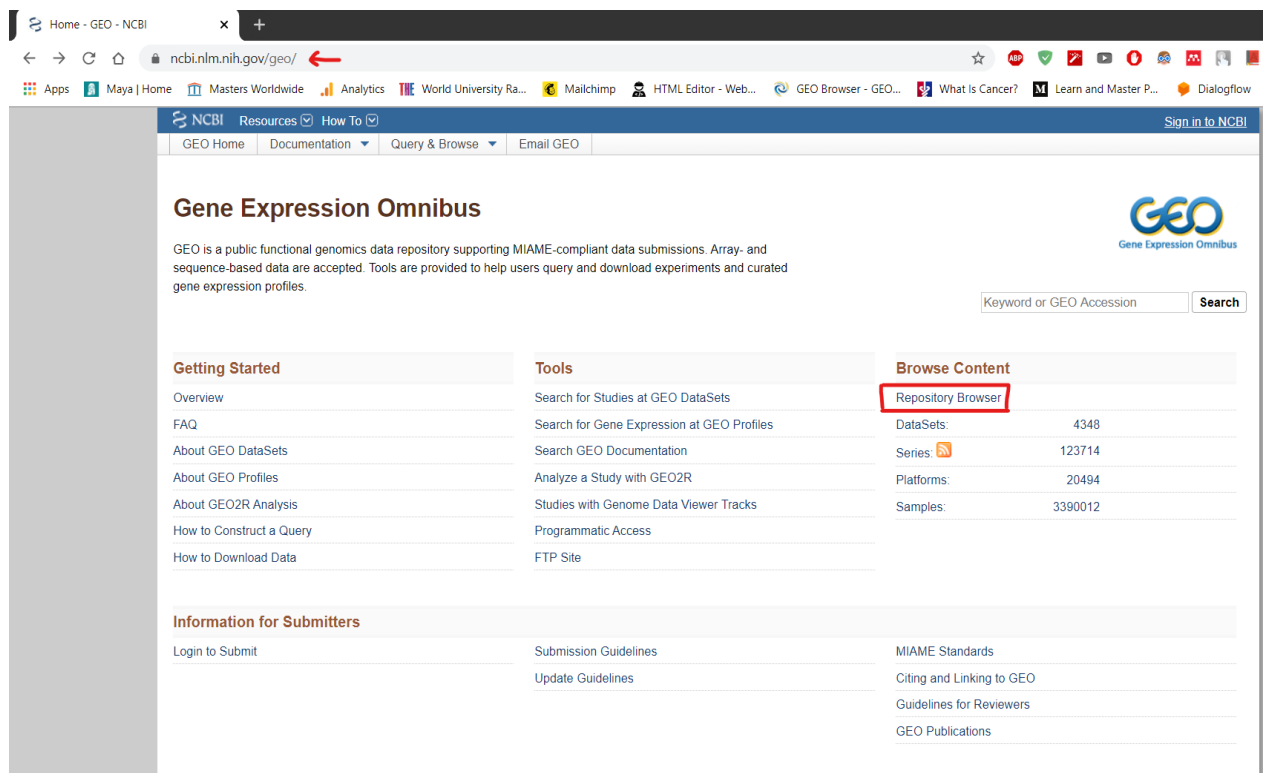 Home - GEO - NCBI
ncbi.nlm.nih.gov/geo/
ABP
Apps Maya | Home Masters Worldwide Analytics THE World University Ra... Mailchimp HTML Editor - Web... GEO Browser - GEO... What Is Cancer? M Learn and Master P... Dialogflow
NCBI Resources How To Sign in to NCBI
GEO Home Documentation Query & Browse Email GEO
Gene Expression Omnibus
GEO
Gene Expression Omnibus
GEO is a public functional genomics data repository supporting MIAME-compliant data submissions. Array- and
sequence-based data are accepted. Tools are provided to help users query and download experiments and curated
gene expression profiles.
Keyword or GEO Accession Search
Getting Started
Overview
FAQ
About GEO DataSets
About GEO Profiles
About GEO2R Analysis
How to Construct a Query
How to Download Data
Tools
Search for Studies at GEO DataSets
Search for Gene Expression at GEO Profiles
Search GEO Documentation
Analyze a Study with GEO2R
Studies with Genome Data Viewer Tracks
Programmatic Access
FTP Site
Browse Content
Repository Browser
DataSets: 4348
Series: 123714
Platforms: 20494
Samples: 3390012
Information for Submitters
Login to Submit
Submission Guidelines
Update Guidelines
MIAME Standards
Citing and Linking to GEO
Guidelines for Reviewers
GEO Publications